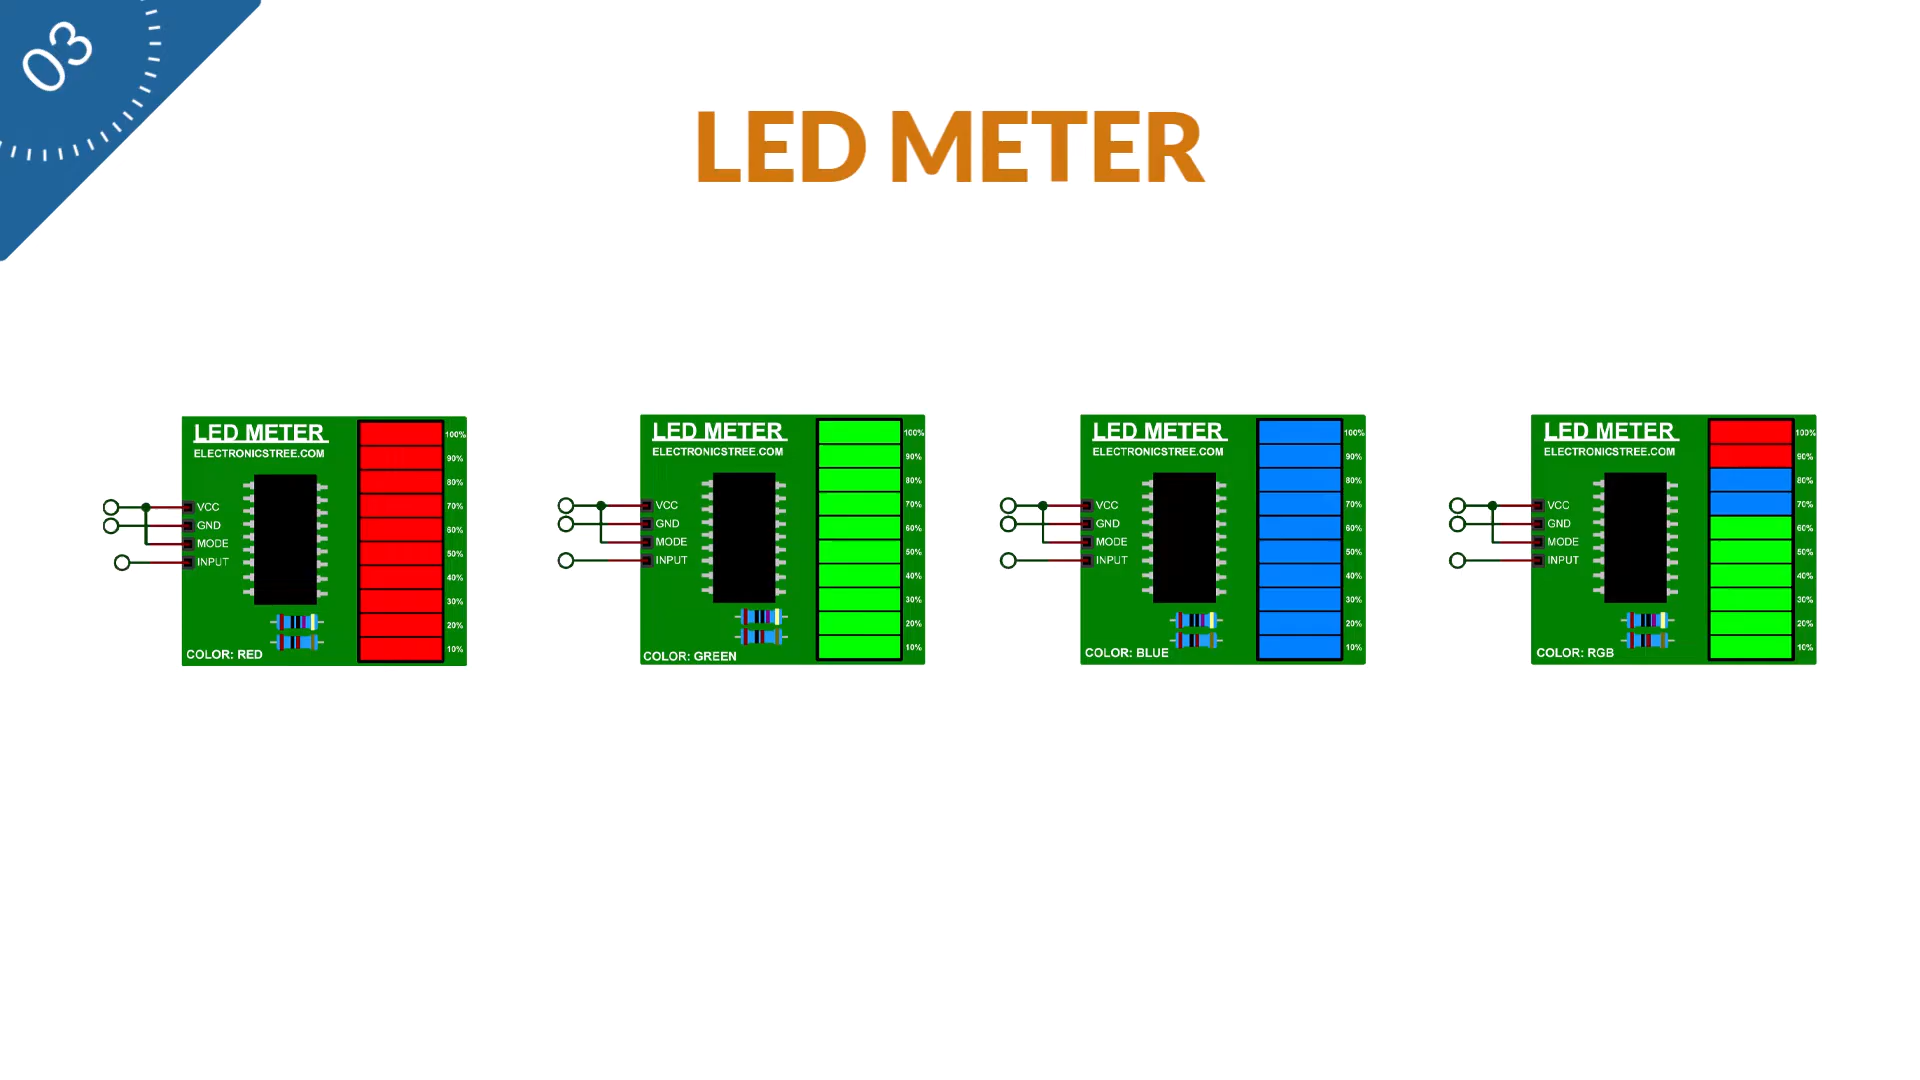 03
LED METER
LED METER
ELECTRONICSTREE.COM
VCC
GND
MODE
INPUT
COLOR: RED
100%
90%
80%
70%
60%
50%
40%
30%
20%
10%
LED METER
ELECTRONICSTREE.COM
VCC
GND
MODE
INPUT
COLOR: GREEN
100%
90%
80%
70%
60%
50%
40%
30%
20%
10%
LED METER
ELECTRONICSTREE.COM
VCC
GND
MODE
INPUT
COLOR: BLUE
100%
90%
80%
70%
60%
50%
40%
30%
20%
10%
LED METER
ELECTRONICSTREE.COM
VCC
GND
MODE
INPUT
COLOR: RGB
100%
90%
80%
70%
60%
50%
40%
30%
20%
10%